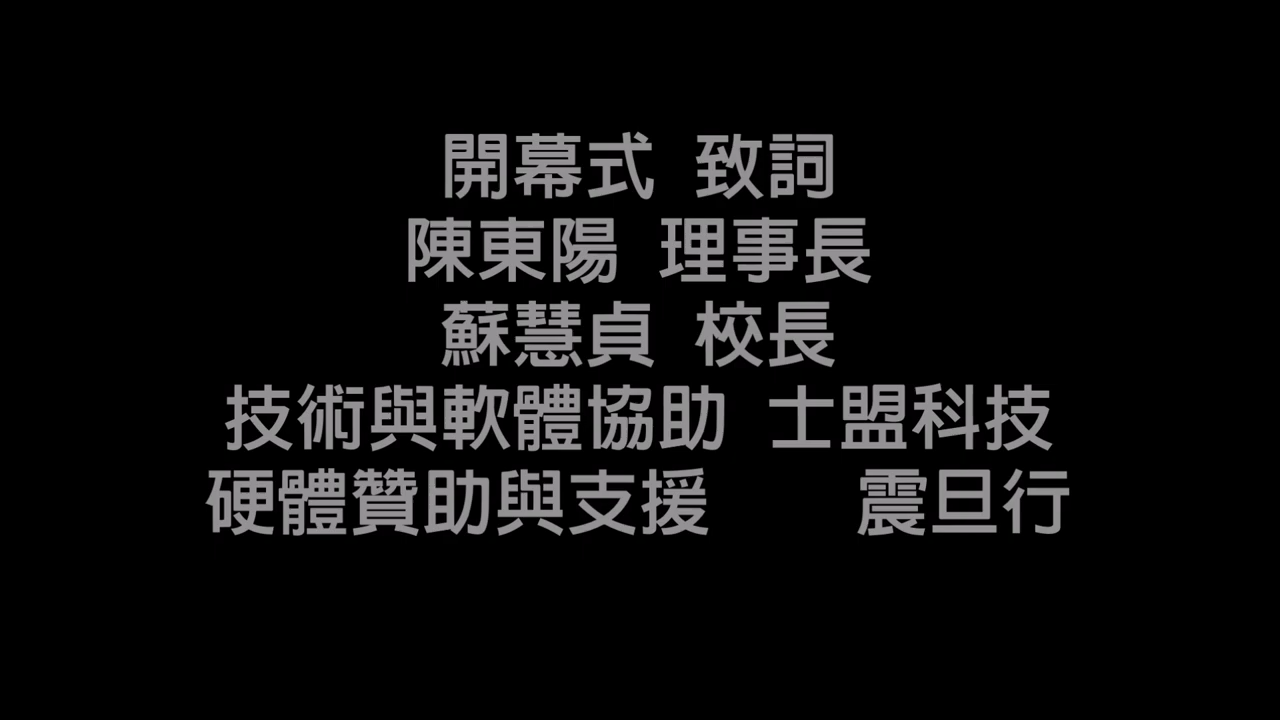 開幕式 致詞
陳東陽 理事長
蘇慧貞 校長
技術與軟體協助 士盟科技
硬體贊助與支援 震旦行